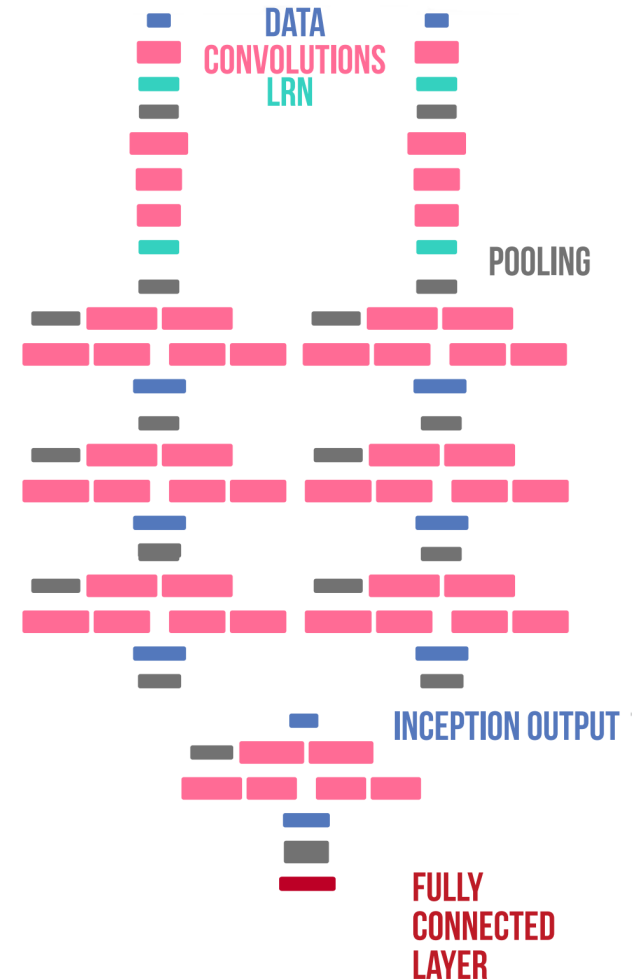 DATA
CONVOLUTIONS
LRN
POOLING
INCEPTION OUTPUT
FULLY
CONNECTED
LAYER